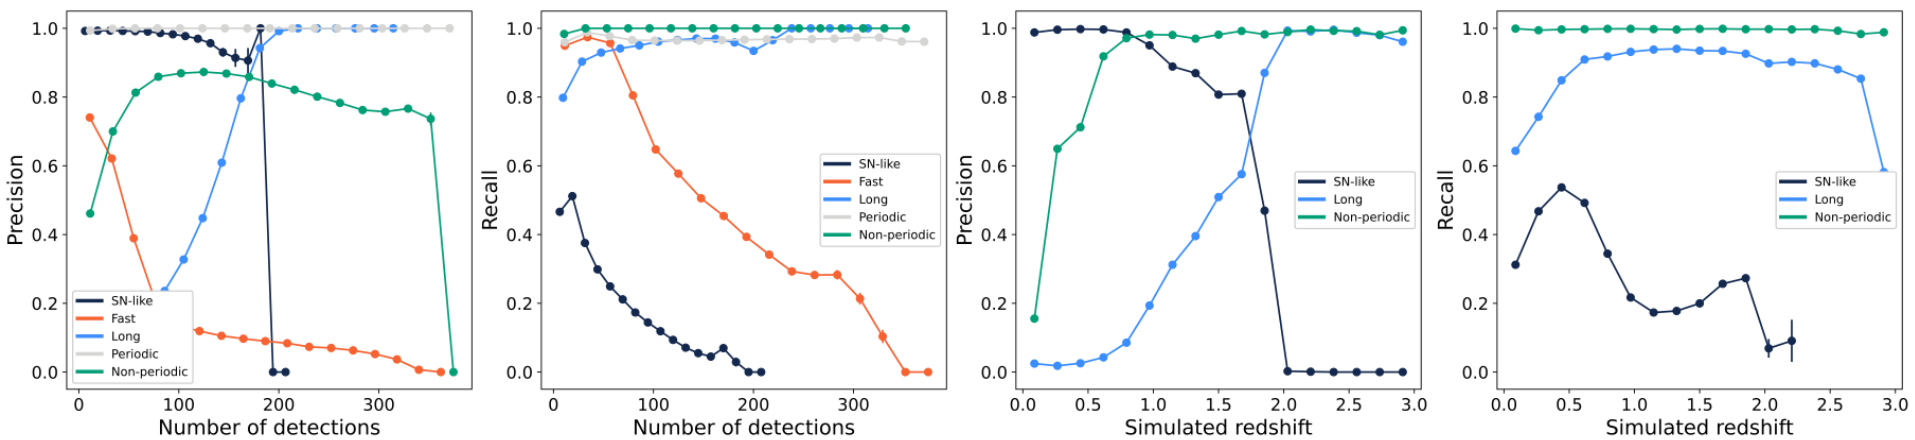 Precision
1.0
0.8
0.6
0.4
0.2
0.0
SN-like
Fast
Long
Periodic
Non-periodic
0 100 200 300
Number of detections
Recall
1.0
0.8
0.6
0.4
0.2
0.0
SN-like
Fast
Long
Periodic
Non-periodic
0 100 200 300
Number of detections
Precision
1.0
0.8
0.6
0.4
0.2
0.0
SN-like
Long
Non-periodic
0.0 0.5 1.0 1.5 2.0 2.5 3.0
Simulated redshift
Recall
1.0
0.8
0.6
0.4
0.2
0.0
SN-like
Long
Non-periodic
0.0 0.5 1.0 1.5 2.0 2.5 3.0
Simulated redshift